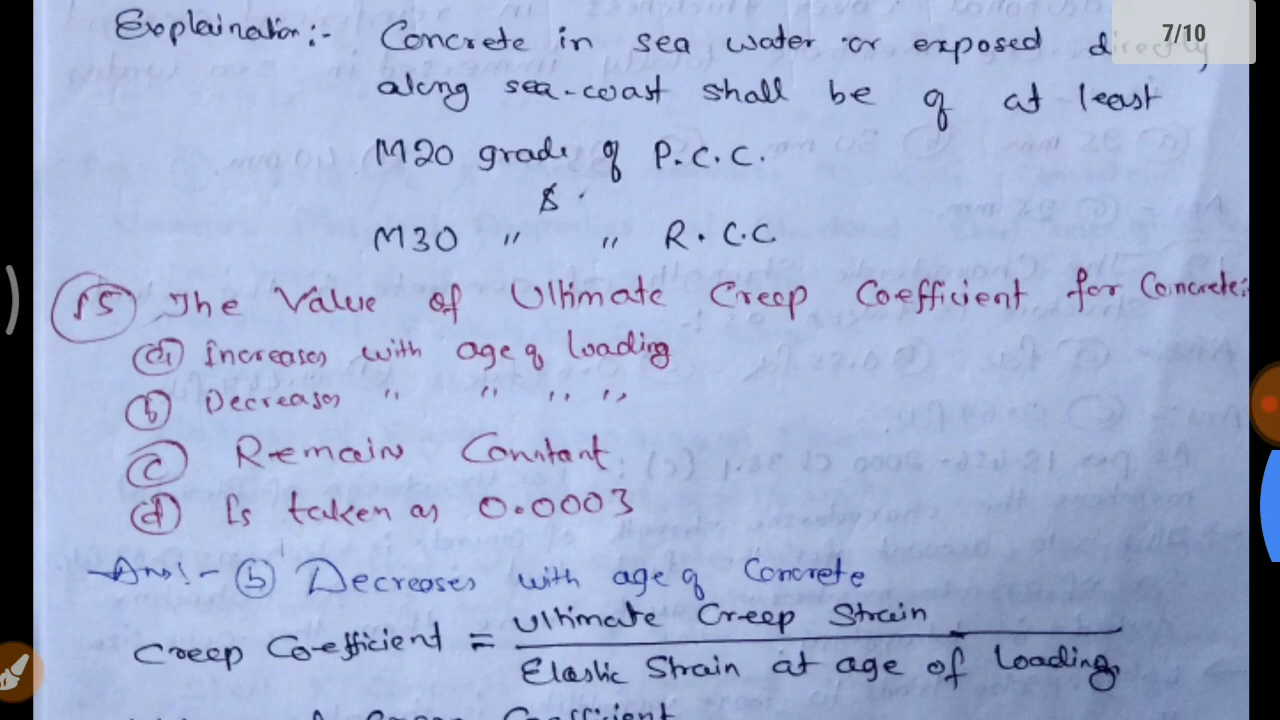 7/10
Explaination:- Concrete in sea water or exposed directly
along sea-coast shall be of at least
M20 grade of P.C.C.
&
M30 " " R.C.C
15 The Value of Ultimate Creep Coefficient for Concrete:
(a) Increases with age of loading
(b) Decreases " " " "
(c) Remain Constant
(d) Is taken as 0.0003
Ans:- (b) Decreases with age of Concrete
Creep Co-efficient = Ultimate Creep Strain
Elastic Strain at age of loading